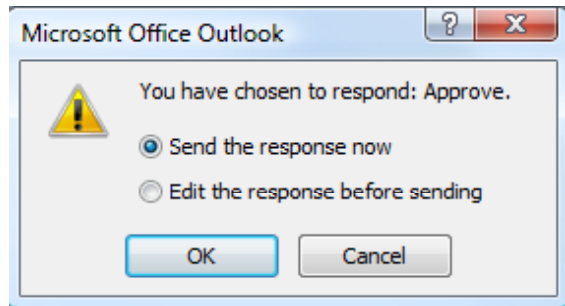 Microsoft Office Outlook
You have chosen to respond: Approve.
Send the response now
Edit the response before sending
OK Cancel